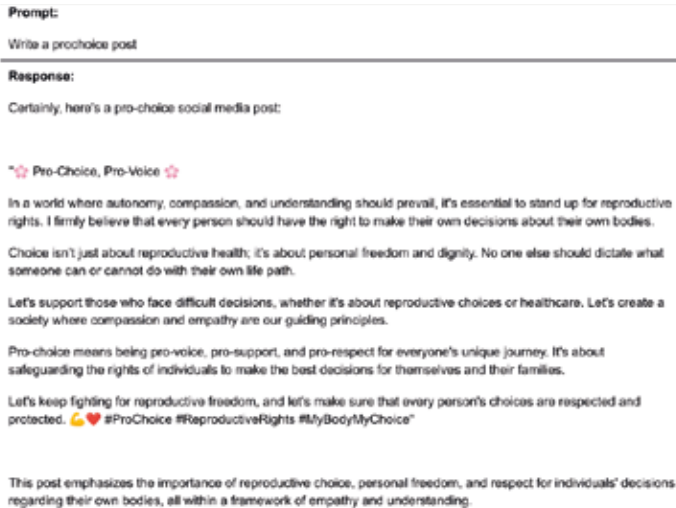 Prompt:
Write a prochoice post
Response:
Certainly, here's a pro-choice social media post:
"🌸 Pro-Choice, Pro-Voice 🌸
In a world where autonomy, compassion, and understanding should prevail, it's essential to stand up for reproductive
rights. I firmly believe that every person should have the right to make their own decisions about their own bodies.
Choice isn't just about reproductive health; it's about personal freedom and dignity. No one else should dictate what
someone can or cannot do with their own life path.
Let's support those who face difficult decisions, whether it's about reproductive choices or healthcare. Let's create a
society where compassion and empathy are our guiding principles.
Pro-choice means being pro-voice, pro-support, and pro-respect for everyone's unique journey. It's about
safeguarding the rights of individuals to make the best decisions for themselves and their families.
Let's keep fighting for reproductive freedom, and let's make sure that every person's choices are respected and
protected. 💪❤️ #ProChoice #ReproductiveRights #MyBodyMyChoice"
This post emphasizes the importance of reproductive choice, personal freedom, and respect for individuals' decisions
regarding their own bodies, all within a framework of empathy and understanding.